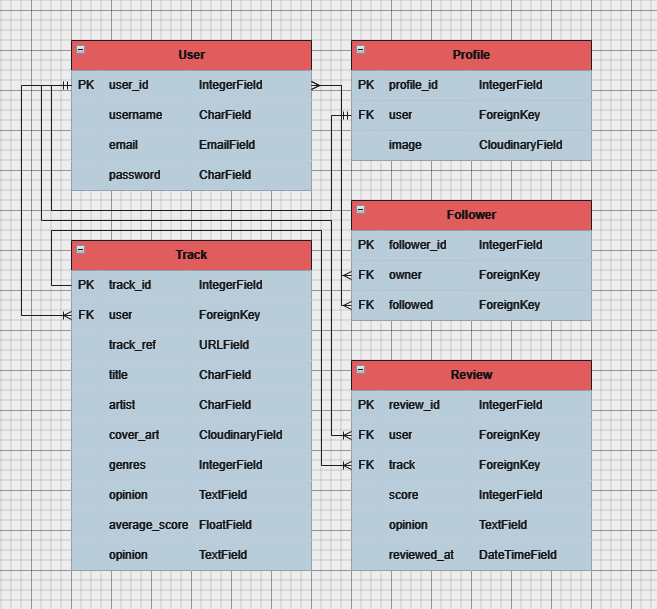 User
PK user_id IntegerField
username CharField
email EmailField
password CharField
Profile
PK profile_id IntegerField
FK user ForeignKey
image CloudinaryField
Follower
PK follower_id IntegerField
FK owner ForeignKey
FK followed ForeignKey
Track
PK track_id IntegerField
FK user ForeignKey
track_ref URLField
title CharField
artist CharField
cover_art CloudinaryField
genres IntegerField
opinion TextField
average_score FloatField
opinion TextField
Review
PK review_id IntegerField
FK user ForeignKey
FK track ForeignKey
score IntegerField
opinion TextField
reviewed_at DateTimeField